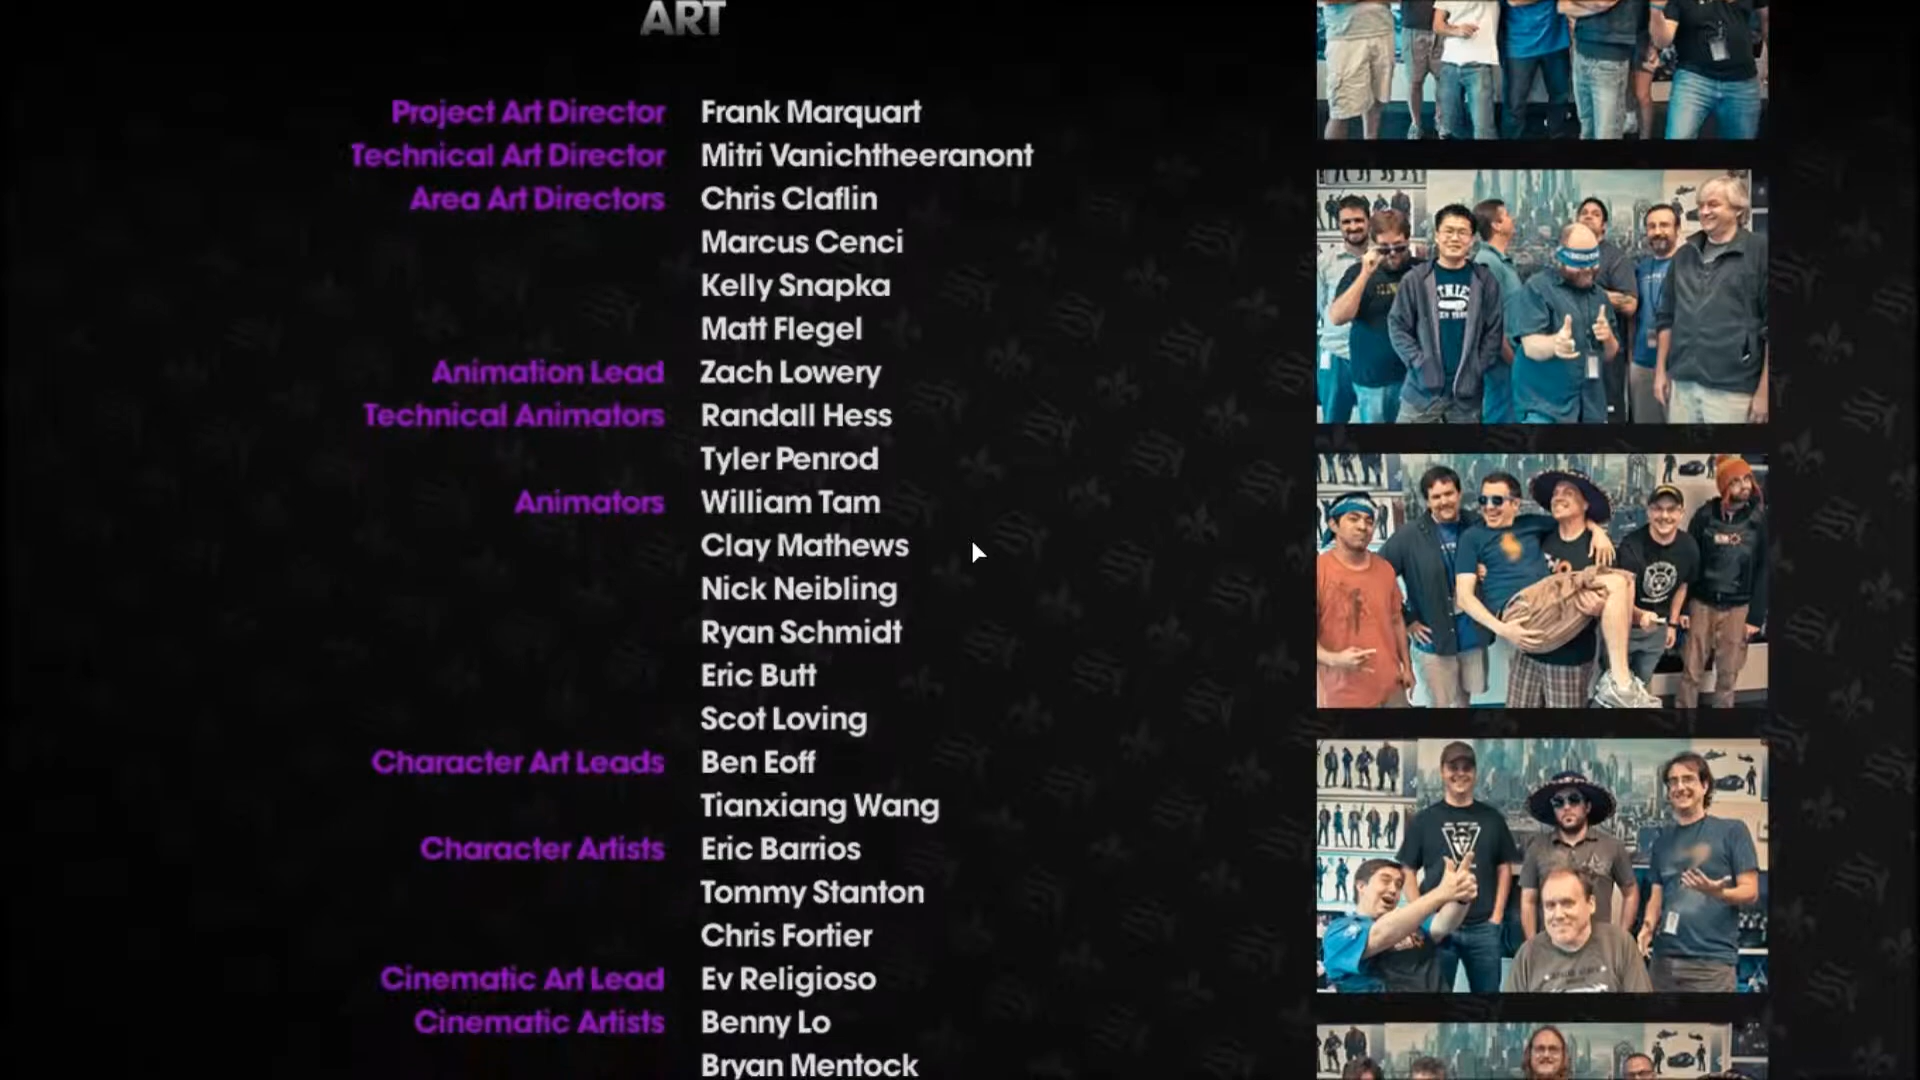 ART
Project Art Director Frank Marquart
Technical Art Director Mitri Vanichtheeranont
Area Art Directors Chris Claflin
Marcus Cenci
Kelly Snapka
Matt Flegel
Animation Lead Zach Lowery
Technical Animators Randall Hess
Tyler Penrod
Animators William Tam
Clay Mathews
Nick Neibling
Ryan Schmidt
Eric Butt
Scot Loving
Character Art Leads Ben Eoff
Tianxiang Wang
Character Artists Eric Barrios
Tommy Stanton
Chris Fortier
Cinematic Art Lead Ev Religioso
Cinematic Artists Benny Lo
Bryan Mentock